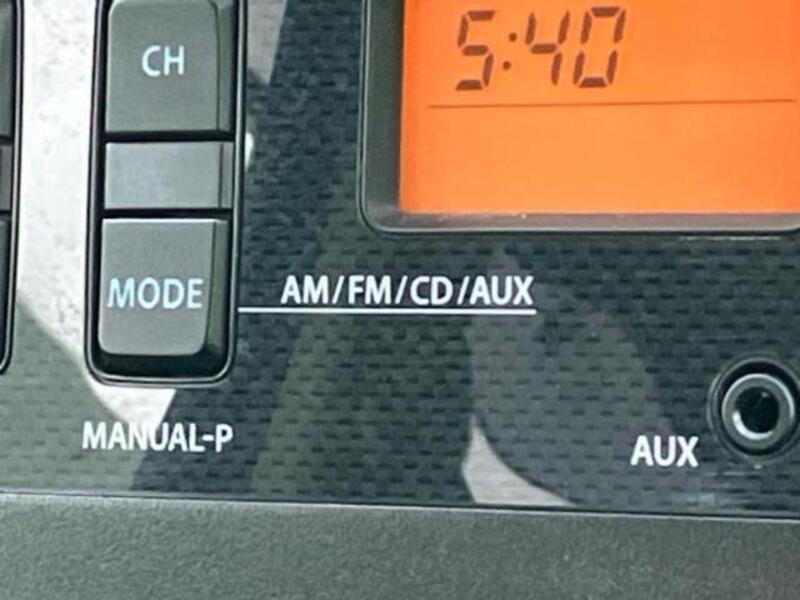 CH
5:40
MODE
AM/FM/CD/AUX
MANUAL-P
AUX